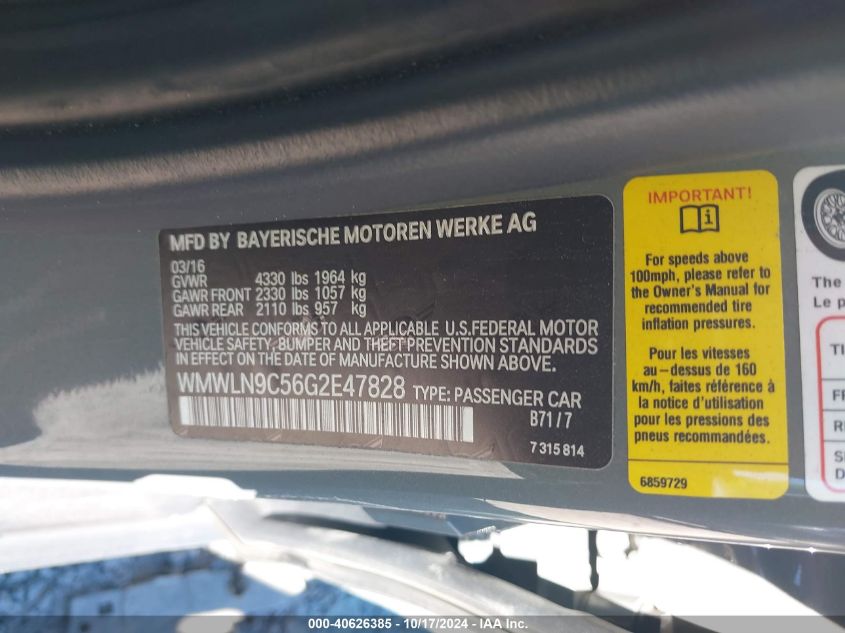 MFD BY BAYERISCHE MOTOREN WERKE AG
03/16
GVWR 4330 lbs 1964 kg
GAWR FRONT 2330 lbs 1057 kg
GAWR REAR 2110 lbs 957 kg
THIS VEHICLE CONFORMS TO ALL APPLICABLE U.S.FEDERAL MOTOR
VEHICLE SAFETY, BUMPER AND THEFT PREVENTION STANDARDS
IN EFFECT ON THE DATE OF MANUFACTURE SHOWN ABOVE.
WMWLN9C56G2E47828 TYPE: PASSENGER CAR
B71/7
7 315 814
IMPORTANT!
For speeds above
100mph, please refer to
the Owner's Manual for
recommended tire
inflation pressures.
Pour les vitesses
au-dessus de 160
km/h, faites référence à
la notice d'utilisation
pour les pressions des
pneus recommandées.
6859729
The
Le p
000-40626385 - 10/17/2024 - IAA Inc.